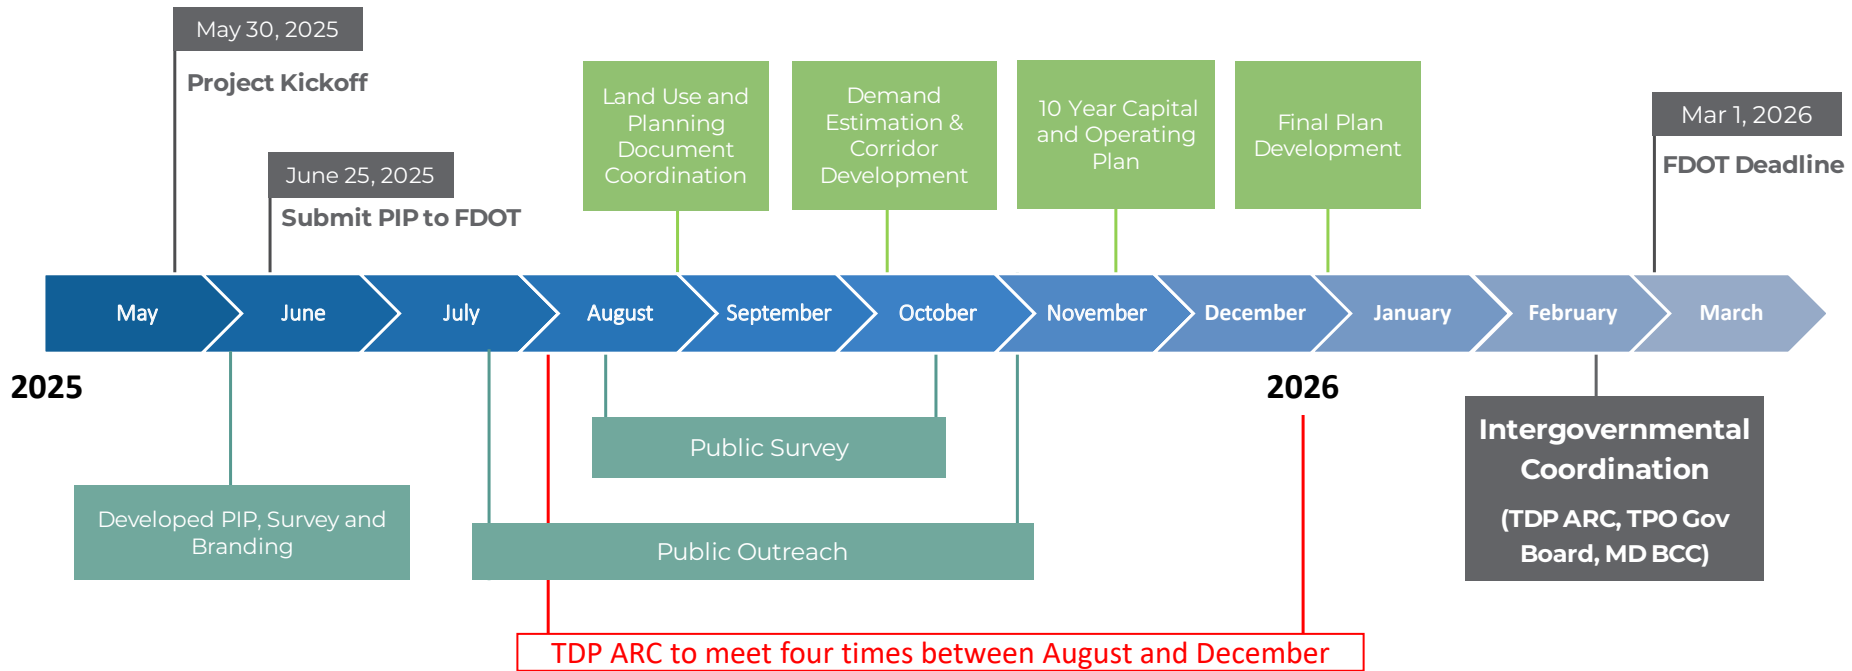 May 30, 2025
Project Kickoff
June 25, 2025
Submit PIP to FDOT
Land Use and
Planning
Document
Coordination
Demand
Estimation &
Corridor
Development
10 Year Capital
and Operating
Plan
Final Plan
Development
Mar 1, 2026
FDOT Deadline
May
June
July
August
September
October
November
December
January
February
March
2025
2026
Public Survey
Developed PIP, Survey and
Branding
Public Outreach
Intergovernmental
Coordination
(TDP ARC, TPO Gov
Board, MD BCC)
TDP ARC to meet four times between August and December